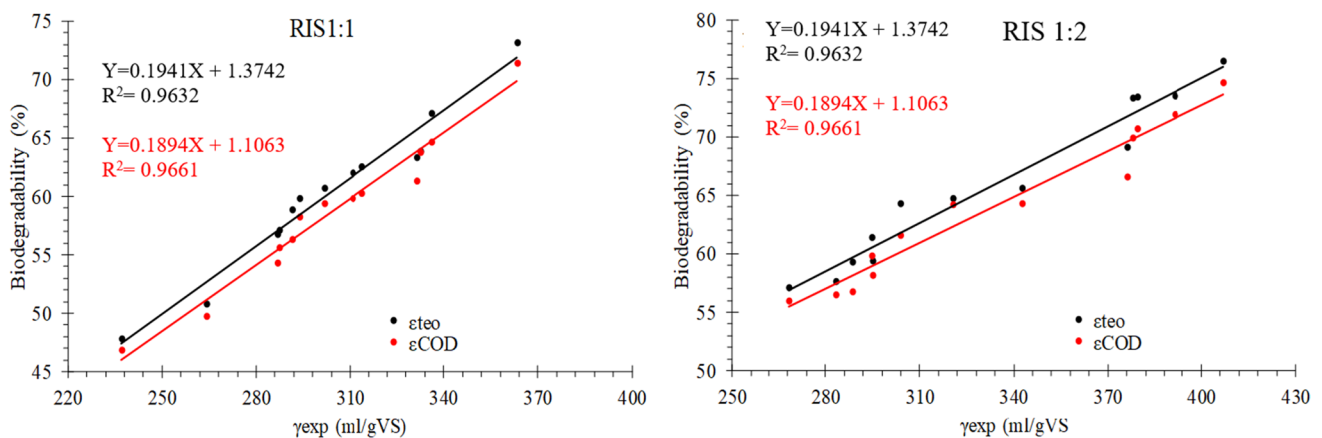 RIS1:1
Y=0.1941X + 1.3742
R²= 0.9632
Y=0.1894X + 1.1063
R²= 0.9661
Biodegradability (%)
75
70
65
60
55
50
45
220 250 280 310 340 370 400
γexp (ml/gVS)
εteo
εCOD
RIS 1:2
Y=0.1941X + 1.3742
R²= 0.9632
Y=0.1894X + 1.1063
R²= 0.9661
Biodegradability (%)
80
75
70
65
60
55
50
250 280 310 340 370 400 430
γexp (ml/gVS
εteo
εCOD